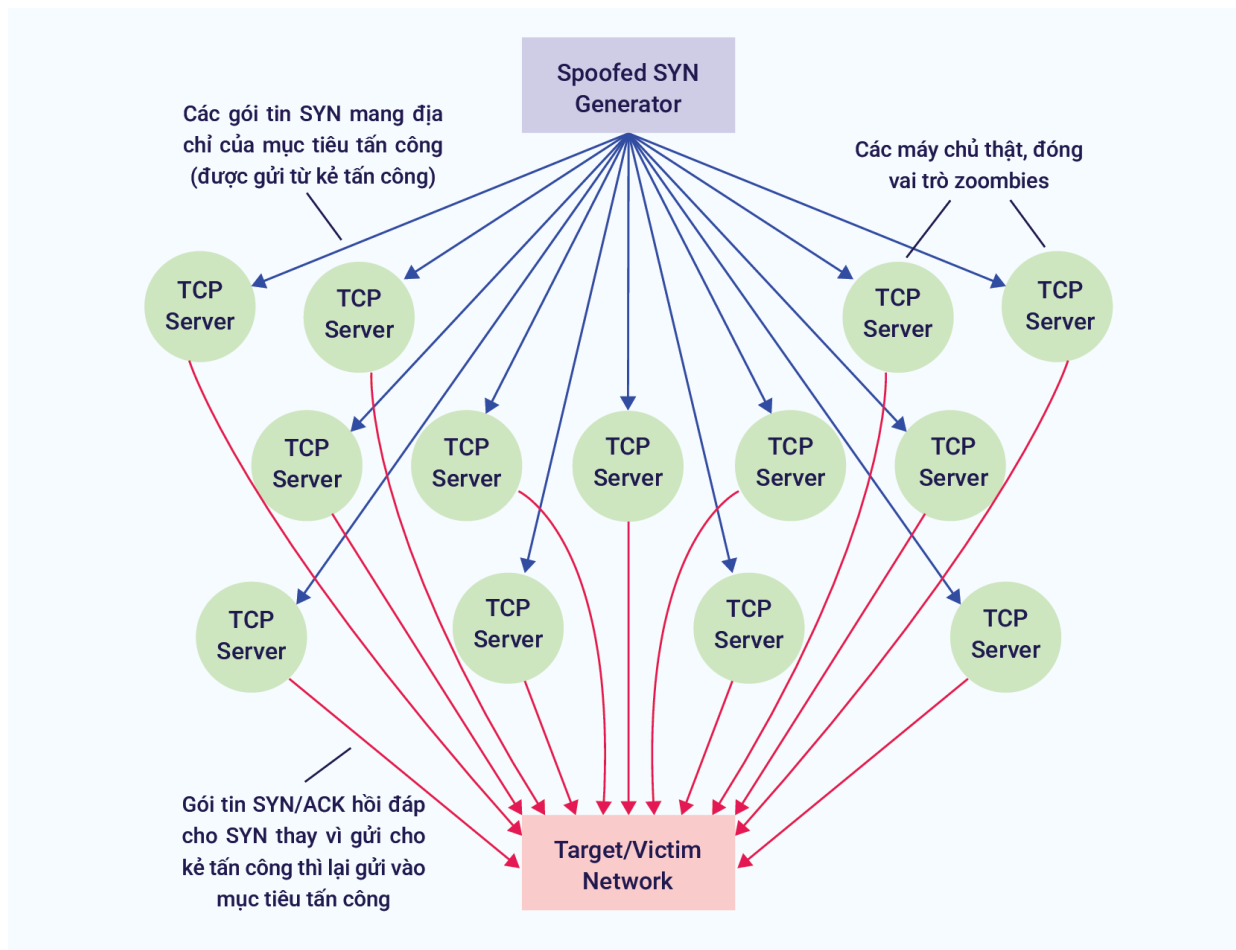 Spoofed SYN
Generator
Các gói tin SYN mang địa
chỉ của mục tiêu tấn công
(được gửi từ kẻ tấn công)
Các máy chủ thật, đóng
vai trò zoombies
TCP
Server
TCP
Server
TCP
Server
TCP
Server
TCP
Server
TCP
Server
TCP
Server
TCP
Server
TCP
Server
TCP
Server
TCP
Server
TCP
Server
TCP
Server
Gói tin SYN/ACK hồi đáp
cho SYN thay vì gửi cho
kẻ tấn công thì lại gửi vào
mục tiêu tấn công
Target/Victim
Network